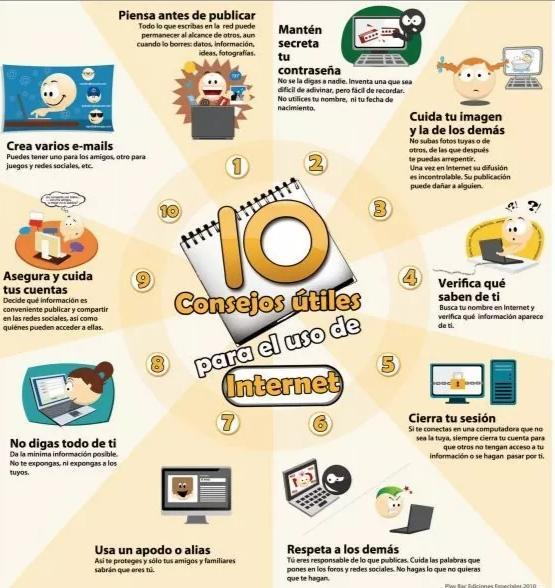 Piensa antes de publicar
Todo lo que escribas en la red puede
permanecer al alcance de otros, aun
cuando lo borres: datos, información,
ideas, fotografías.
1
Mantén
secreta
tu
contraseña
No se la digas a nadie. Inventa una que sea
difícil de adivinar, pero fácil de recordar.
No utilices tu nombre, ni tu fecha de
nacimiento.
2
Cuida tu imagen
y la de los demás
No subas fotos tuyas o de
otros, de las que después
te puedas arrepentir.
Una vez en Internet su difusión
es incontrolable. Su publicación
puede dañar a alguien.
3
¿ ?
Verifica qué
saben de ti
Busca tu nombre en Internet y
verifica qué información aparece
de ti.
4
Cierra tu sesión
Si te conectas en una computadora que no
sea la tuya, siempre cierra tu cuenta para
que otros no tengan acceso a tu
información o se hagan pasar por ti.
5
Respeta a los demás
Tú eres responsable de lo que publicas. Cuida las palabras que
pones en los foros y redes sociales. No hagas lo que no quieras
que te hagan.
6
Usa un apodo o alias
Así te proteges y sólo tus amigos y familiares
sabrán que eres tú.
7
No digas todo de ti
Da la mínima información posible.
No te expongas, ni expongas a los
tuyos.
8
Asegura y cuida
tus cuentas
Decide qué información es
conveniente publicar y compartir
en las redes sociales, así como
quiénes pueden acceder a ellas.
9
Crea varios e-mails
Puedes tener uno para los amigos, otro para
juegos y redes sociales, etc.
10
10
Consejos útiles
para el uso de
Internet
Play Bac Ediciones Especiales 2010